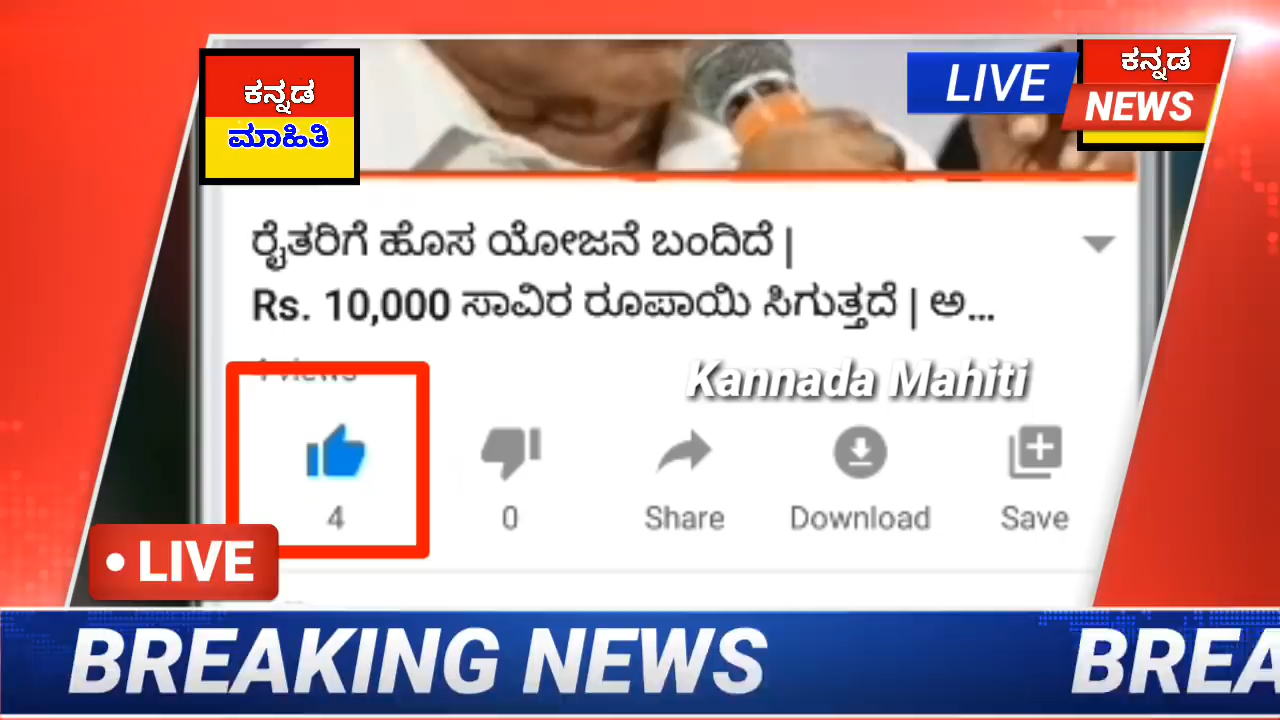 ಕನ್ನಡ
ಮಾಹಿತಿ
LIVE
ಕನ್ನಡ
NEWS
ರೈತರಿಗೆ ಹೊಸ ಯೋಜನೆ ಬಂದಿದೆ |
Rs. 10,000 ಸಾವಿರ ರೂಪಾಯಿ ಸಿಗುತ್ತದೆ | ಅ...
views
Kannada Mahiti
4
0
Share
Download
Save
• LIVE
BREAKING NEWS
BREA